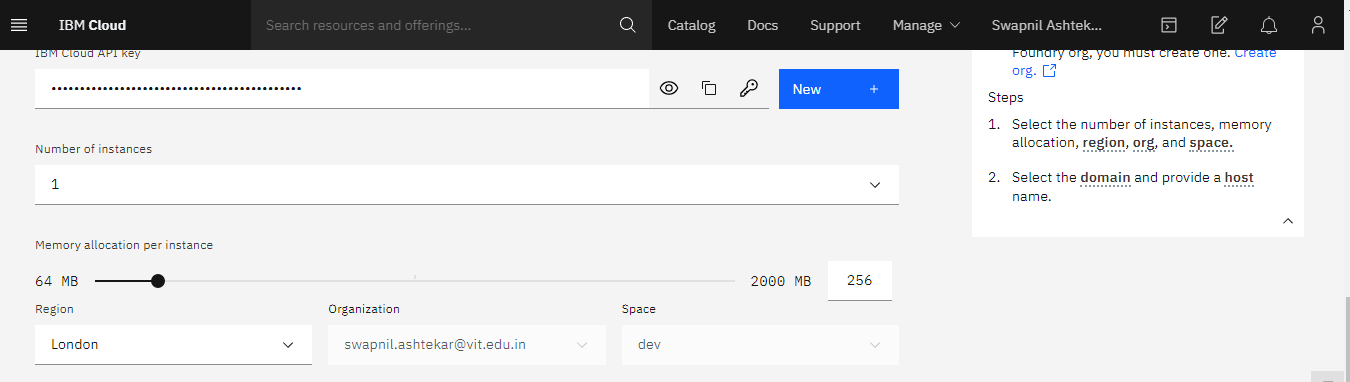 IBM Cloud
Search resources and offerings...
Catalog
Docs
Support
Manage
Swapnil Ashtek...
IBM Cloud API key
••••••••••••••••••••••••••••••••••••••••••••
New +
Number of instances
1
Memory allocation per instance
64 MB
2000 MB
256
Region
Organization
Space
London
swapnil.ashtekar@vit.edu.in
dev
Foundry org, you must create one. Create
org.
Steps
1. Select the number of instances, memory
allocation, region, org, and space.
2. Select the domain and provide a host
name.